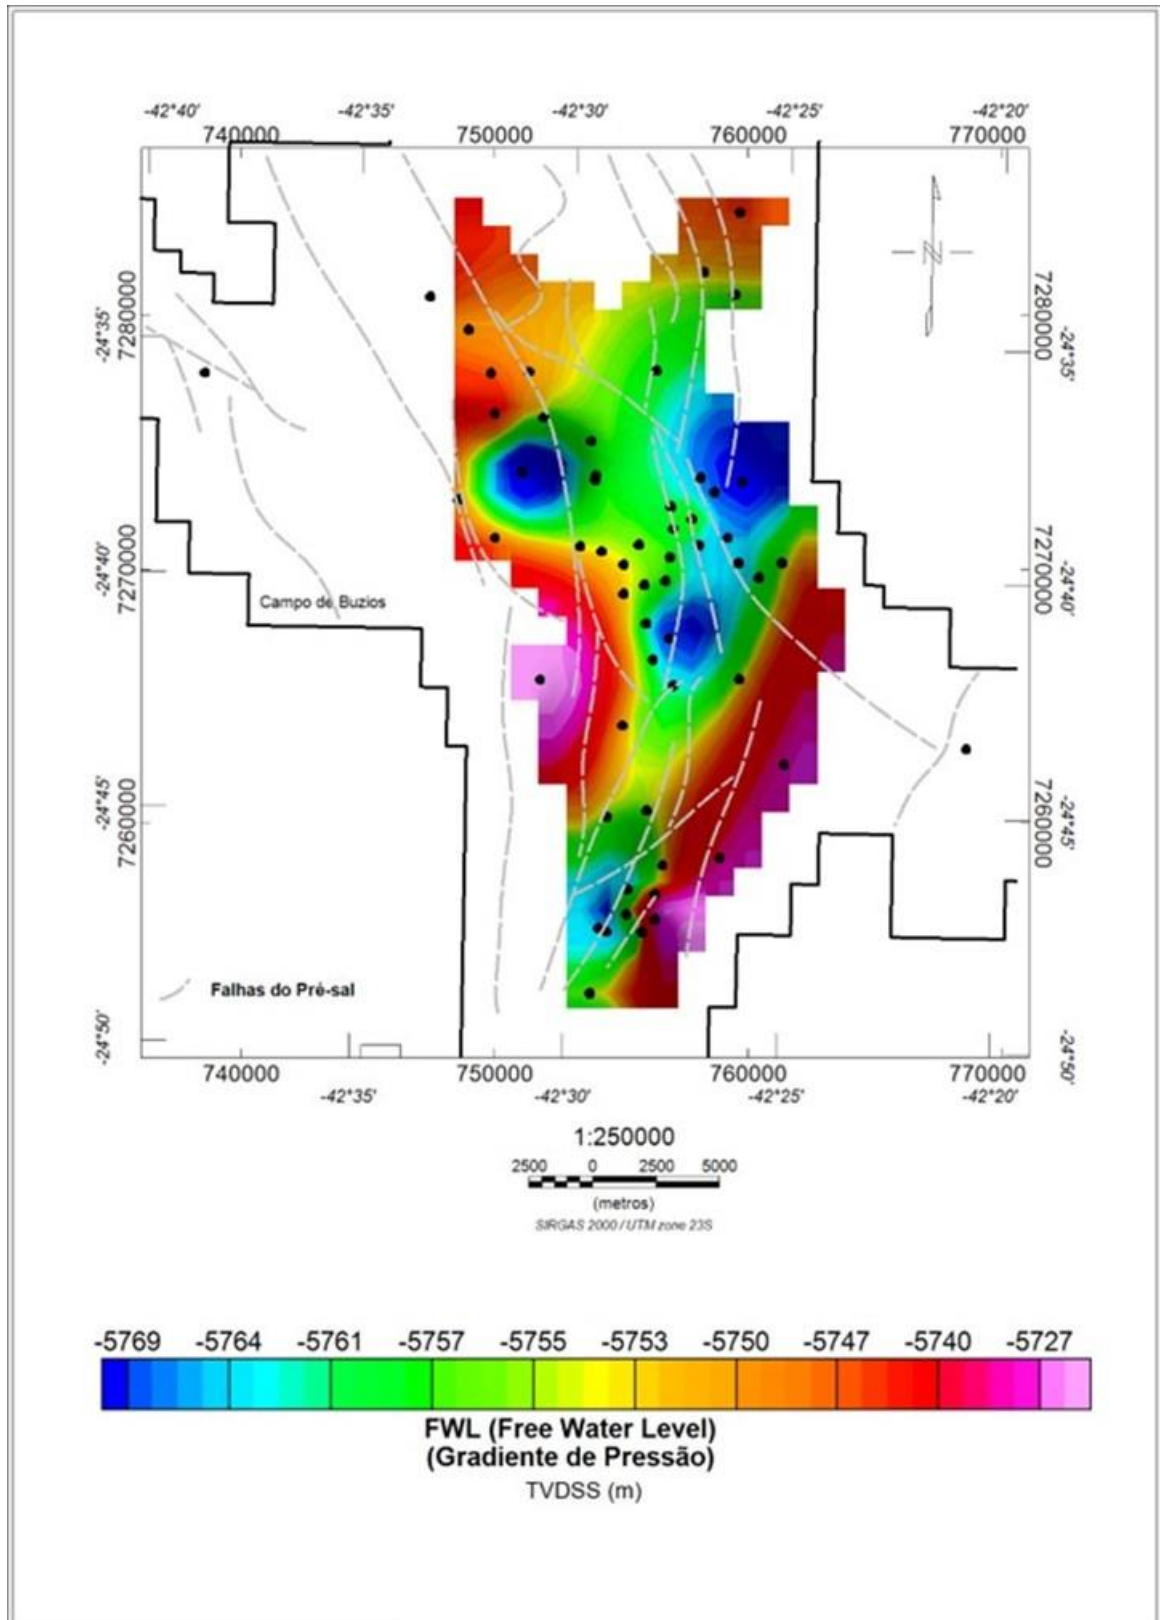 -42°40' -42°35' -42°30' -42°25' -42°20'
740000 750000 760000 770000
N
7280000 7280000
-24°35' -24°35'
7270000 7270000
-24°40' -24°40'
Campo de Buzios
-24°45' -24°45'
7260000 7260000
Falhas do Pré-sal
-24°50' -24°50'
740000 750000 760000 770000
-42°35' -42°30' -42°25' -42°20'
1:250000
2500 0 2500 5000
(metros)
SIRGAS 2000 / UTM zone 23S
-5769 -5764 -5761 -5757 -5755 -5753 -5750 -5747 -5740 -5727
FWL (Free Water Level)
(Gradiente de Pressão)
TVDSS (m)